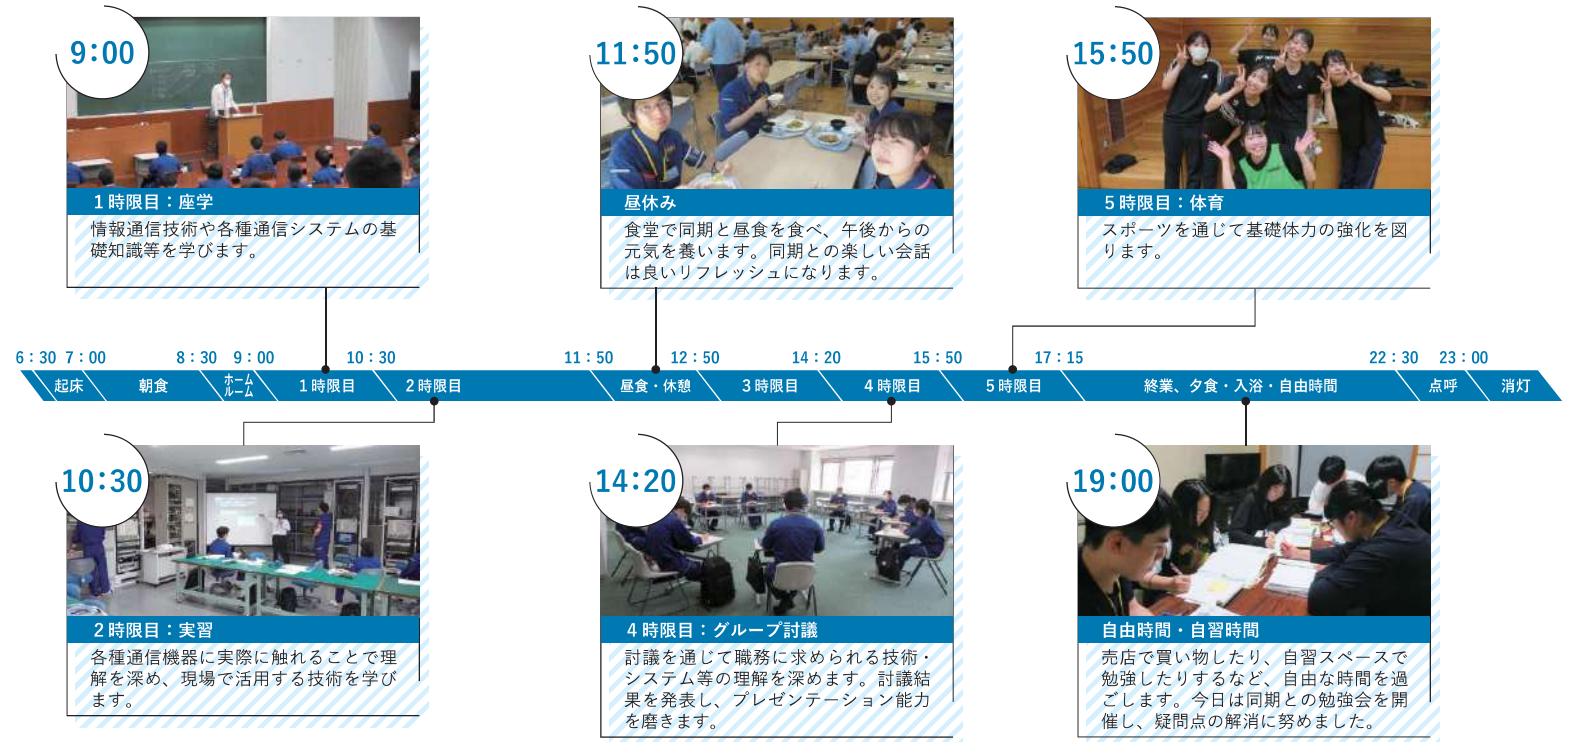 9：00
１時限目：座学
情報通信技術や各種通信システムの基
礎知識等を学びます。
11：50
昼休み
食堂で同期と昼食を食べ、午後からの
元気を養います。同期との楽しい会話
は良いリフレッシュになります。
15：50
５時限目：体育
スポーツを通じて基礎体力の強化を図
ります。
6：30 7：00 8：30 9：00 10：30 11：50 12：50 14：20 15：50 17：15 22：30 23：00
起床 朝食 ホーム
ルーム １時限目 ２時限目 昼食・休憩 ３時限目 ４時限目 ５時限目 終業、夕食・入浴・自由時間 点呼 消灯
10：30
２時限目：実習
各種通信機器に実際に触れることで理
解を深め、現場で活用する技術を学び
ます。
14：20
４時限目：グループ討議
討議を通じて職務に求められる技術・
システム等の理解を深めます。討議結
果を発表し、プレゼンテーション能力
を磨きます。
19：00
自由時間・自習時間
売店で買い物したり、自習スペースで
勉強したりするなど、自由な時間を過
ごします。今日は同期との勉強会を開
催し、疑問点の解消に努めました。